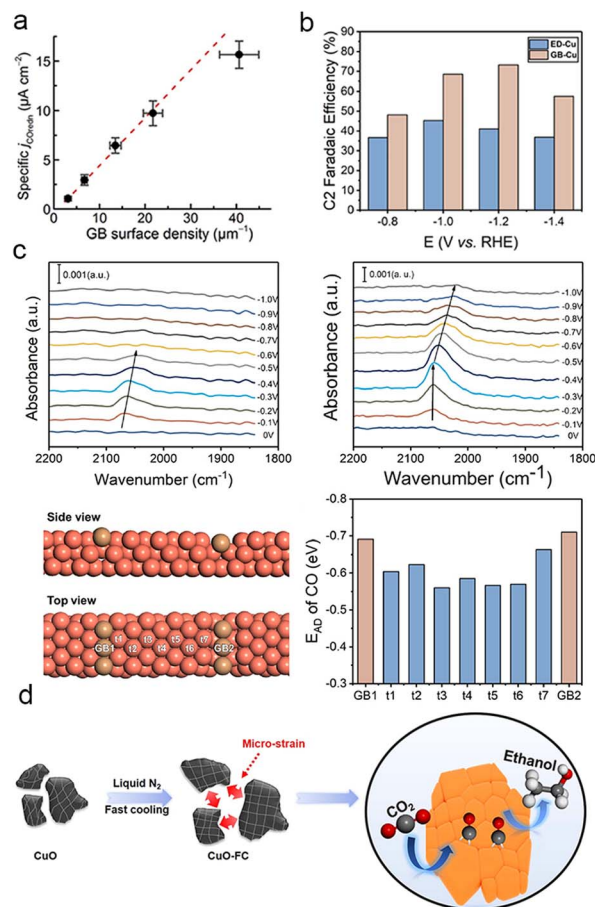 a
Specific jCOredn (μA cm⁻²)
15
10
5
0
0 10 20 30 40
GB surface density (μm⁻¹)
b
C2 Faradaic Efficiency (%)
90
80
70
60
50
40
30
20
10
0
ED-Cu
GB-Cu
-0.8 -1.0 -1.2 -1.4
E (V vs. RHE)
c
0.001(a.u.)
Absorbance (a.u.)
-1.0V
-0.9V
-0.8V
-0.7V
-0.6V
-0.5V
-0.4V
-0.3V
-0.2V
-0.1V
0V
2200 2100 2000 1900 1800
Wavenumber (cm⁻¹)
0.001(a.u.)
Absorbance (a.u.)
-1.0V
-0.9V
-0.8V
-0.7V
-0.6V
-0.5V
-0.4V
-0.3V
-0.2V
-0.1V
0V
2200 2100 2000 1900 1800
Wavenumber (cm⁻¹)
Side view
Top view
GB1 t1 t2 t3 t4 t5 t6 t7 GB2
EAD of CO (eV)
-0.8
-0.7
-0.6
-0.5
-0.4
-0.3
GB1 t1 t2 t3 t4 t5 t6 t7 GB2
d
CuO
Liquid N₂
Fast cooling
Micro-strain
CuO-FC
CO₂
Ethanol